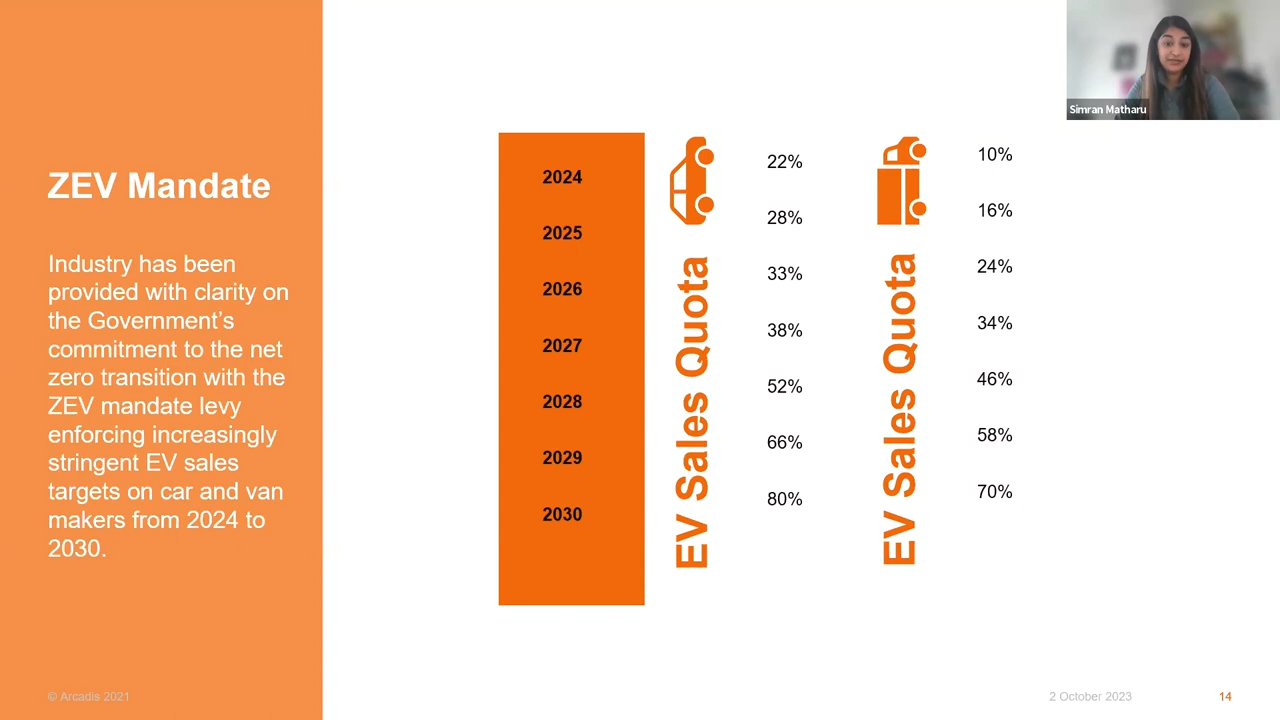 Simran Matharu
ZEV Mandate
Industry has been
provided with clarity on
the Government’s
commitment to the net
zero transition with the
ZEV mandate levy
enforcing increasingly
stringent EV sales
targets on car and van
makers from 2024 to
2030.
2024
2025
2026
2027
2028
2029
2030
EV Sales Quota
22%
28%
33%
38%
52%
66%
80%
EV Sales Quota
10%
16%
24%
34%
46%
58%
70%
© Arcadis 2021
2 October 2023
14